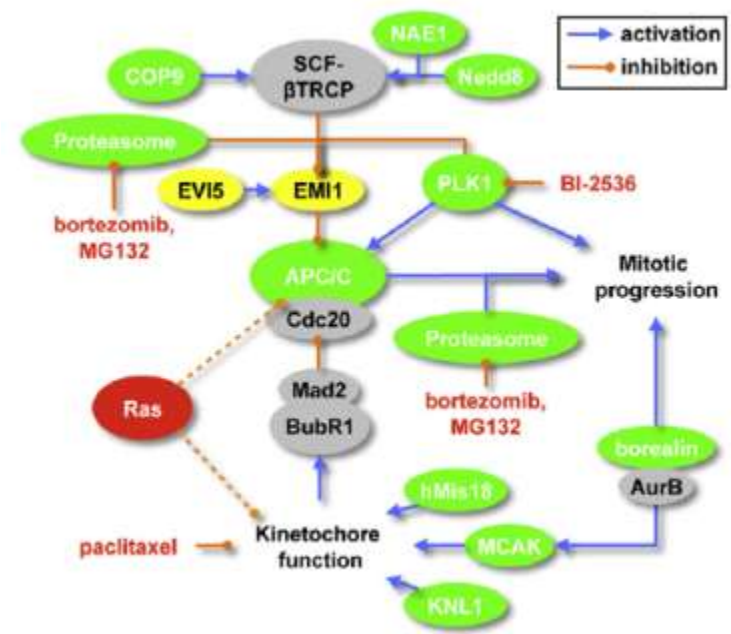 NAE1
activation
COP9
SCF-
βTRCP
Nedd8
inhibition
Proteasome
EVI5
EMI1
PLK1
BI-2536
bortezomib,
MG132
APC/C
Cdc20
Mitotic
progression
Proteasome
Mad2
BubR1
Ras
bortezomib,
MG132
borealin
AurB
hMis18
paclitaxel
Kinetochore
function
MCAK
KNL1